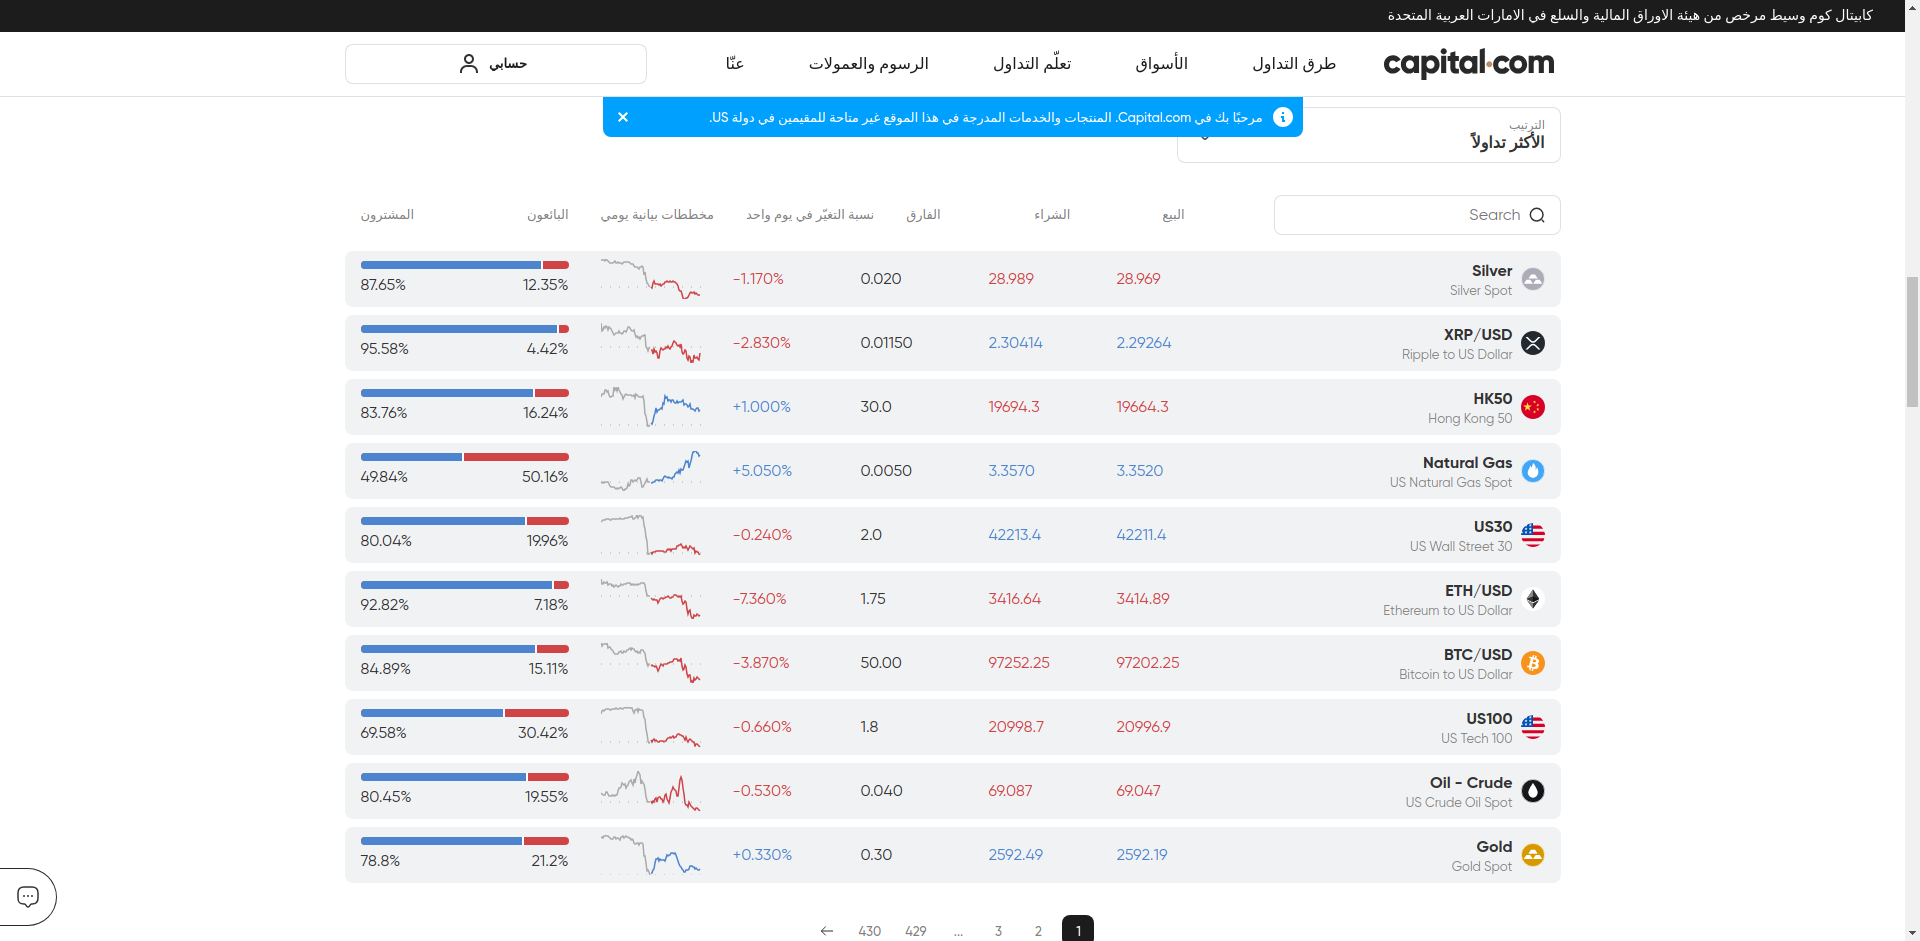 كابيتال كوم وسيط مرخص من هيئة الاوراق المالية والسلع في الامارات العربية المتحدة
capital.com
طرق التداول
الأسواق
تعلّم التداول
الرسوم والعمولات
عنّا
حسابي
مرحبًا بك في Capital.com. المنتجات والخدمات المدرجة في هذا الموقع غير متاحة للمقيمين في دولة US.
الترتيب
الأكثر تداولاً
Search
البيع
الشراء
الفارق
نسبة التغيّر في يوم واحد
مخططات بيانية يومي
البائعون
المشترون
Silver
Silver Spot
28.969
28.989
0.020
-1.170%
12.35%
87.65%
XRP/USD
Ripple to US Dollar
2.29264
2.30414
0.01150
-2.830%
4.42%
95.58%
HK50
Hong Kong 50
19664.3
19694.3
30.0
+1.000%
16.24%
83.76%
Natural Gas
US Natural Gas Spot
3.3520
3.3570
0.0050
+5.050%
50.16%
49.84%
US30
US Wall Street 30
42211.4
42213.4
2.0
-0.240%
19.96%
80.04%
ETH/USD
Ethereum to US Dollar
3414.89
3416.64
1.75
-7.360%
7.18%
92.82%
BTC/USD
Bitcoin to US Dollar
97202.25
97252.25
50.00
-3.870%
15.11%
84.89%
US100
US Tech 100
20996.9
20998.7
1.8
-0.660%
30.42%
69.58%
Oil - Crude
US Crude Oil Spot
69.047
69.087
0.040
-0.530%
19.55%
80.45%
Gold
Gold Spot
2592.19
2592.49
0.30
+0.330%
21.2%
78.8%
1
2
3
...
429
430